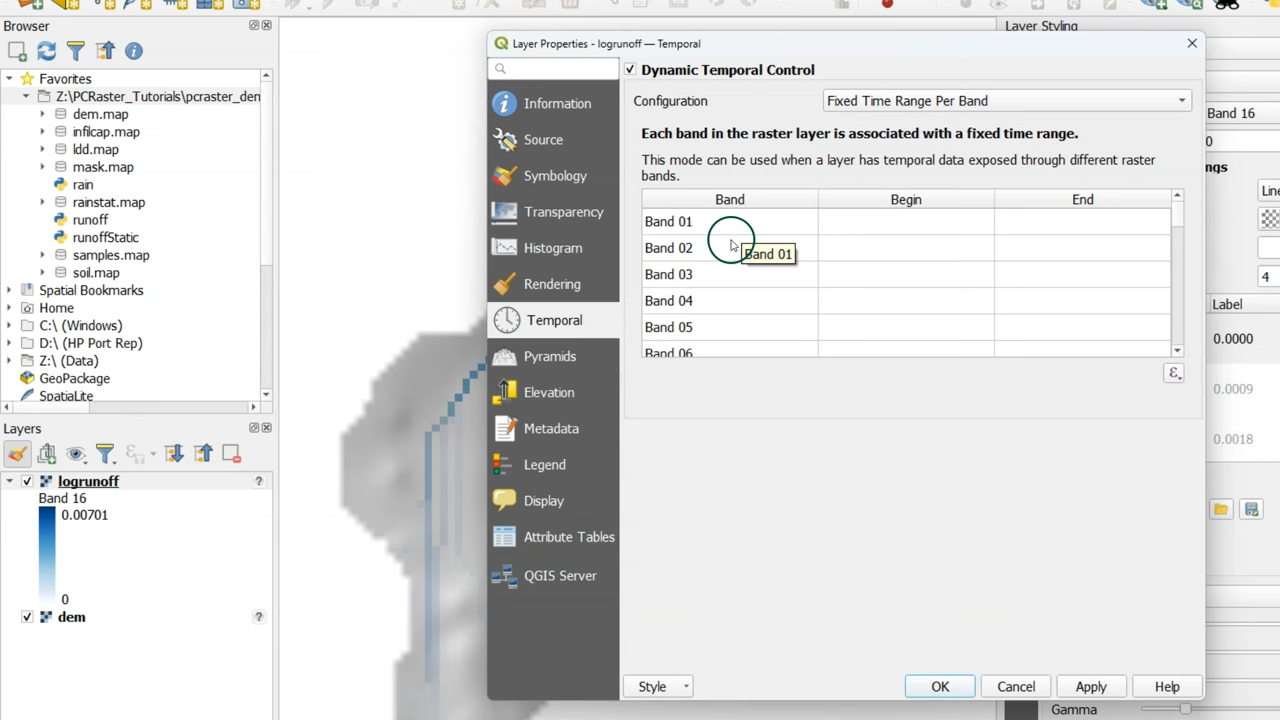 Browser
Favorites
Z:\PCRaster_Tutorials\pcraster_den
dem.map
infilcap.map
ldd.map
mask.map
rain
rainstat.map
runoff
runoffStatic
samples.map
soil.map
Spatial Bookmarks
Home
C:\ (Windows)
D:\ (HP Port Rep)
Z:\ (Data)
GeoPackage
SpatiaLite
Layers
logrunoff
?
Band 16
0.00701
0
dem
?
Layer Properties - logrunoff — Temporal
Information
Source
Symbology
Transparency
Histogram
Rendering
Temporal
Pyramids
Elevation
Metadata
Legend
Display
Attribute Tables
QGIS Server
Dynamic Temporal Control
Configuration
Fixed Time Range Per Band
Each band in the raster layer is associated with a fixed time range.
This mode can be used when a layer has temporal data exposed through different raster
bands.
Band Begin End
Band 01
Band 02
Band 01
Band 03
Band 04
Band 05
Band 06
ε
Style
OK
Cancel
Apply
Help
Layer Styling
Band 16
0
ngs
Line
4
Label
0.0000
0.0009
0.0018
Gamma